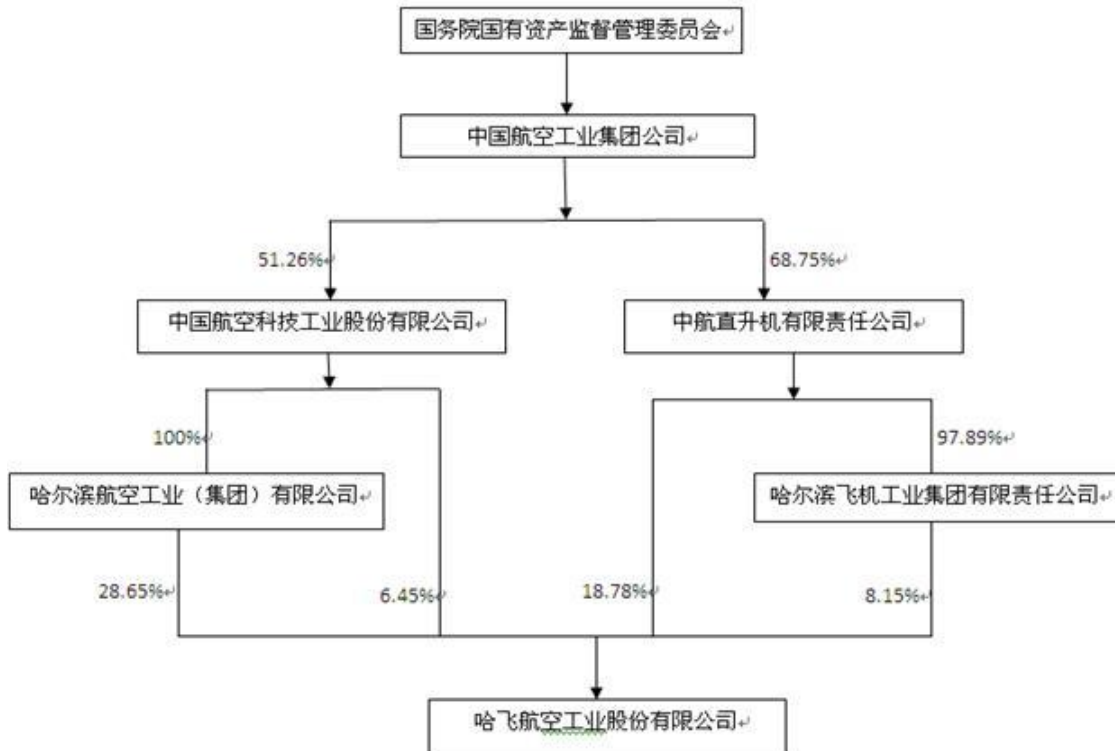 国务院国有资产监督管理委员会
中国航空工业集团公司
51.26%
68.75%
中国航空科技工业股份有限公司
中航直升机有限责任公司
100%
97.89%
哈尔滨航空工业（集团）有限公司
哈尔滨飞机工业集团有限责任公司
28.65%
6.45%
18.78%
8.15%
哈飞航空工业股份有限公司